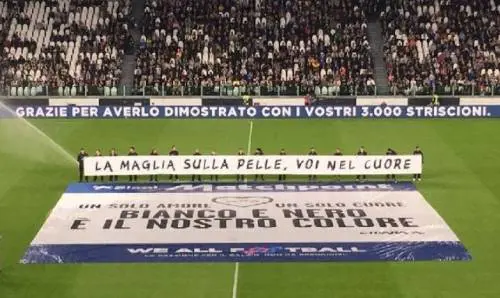 GRAZIE PER AVERLO DIMOSTRATO CON I VOSTRI 3.000 STRISCIONI.
LA MAGLIA SULLA PELLE, VOI NEL CUORE
Matchpoint
UN SOLO AMORE UN SOLO CUORE
BIANCO E NERO
È IL NOSTRO COLORE
WE ALL FOOTBALL